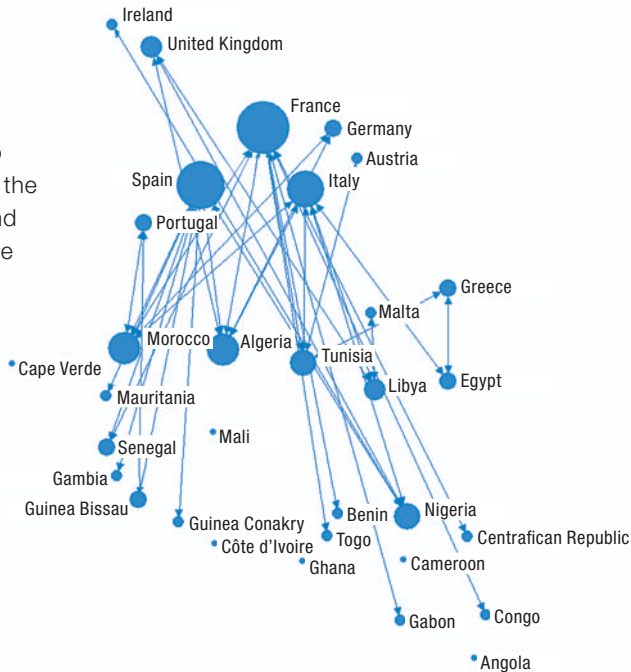 Ireland
United Kingdom
France
Germany
Austria
the
Spain
Italy
nd
Portugal
e
Greece
Malta
Morocco
Algeria
Tunisia
Cape Verde
Libya
Egypt
Mauritania
Mali
Senegal
Gambia
Guinea Bissau
Benin
Nigeria
Guinea Conakry
Togo
Centrafican Republic
Côte d'Ivoire
Ghana
Cameroon
Gabon
Congo
Angola